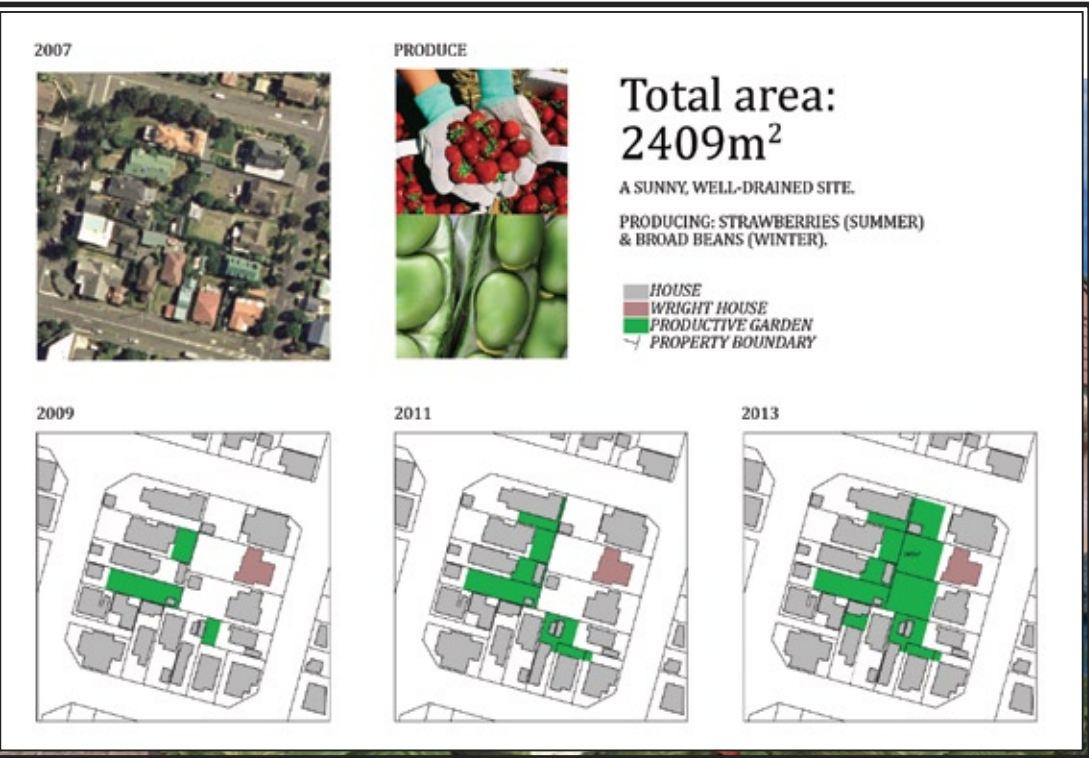 2007
PRODUCE
Total area:
2409m²
A SUNNY, WELL-DRAINED SITE.
PRODUCING: STRAWBERRIES (SUMMER)
& BROAD BEANS (WINTER).
HOUSE
WRIGHT HOUSE
PRODUCTIVE GARDEN
PROPERTY BOUNDARY
2009
2011
2013